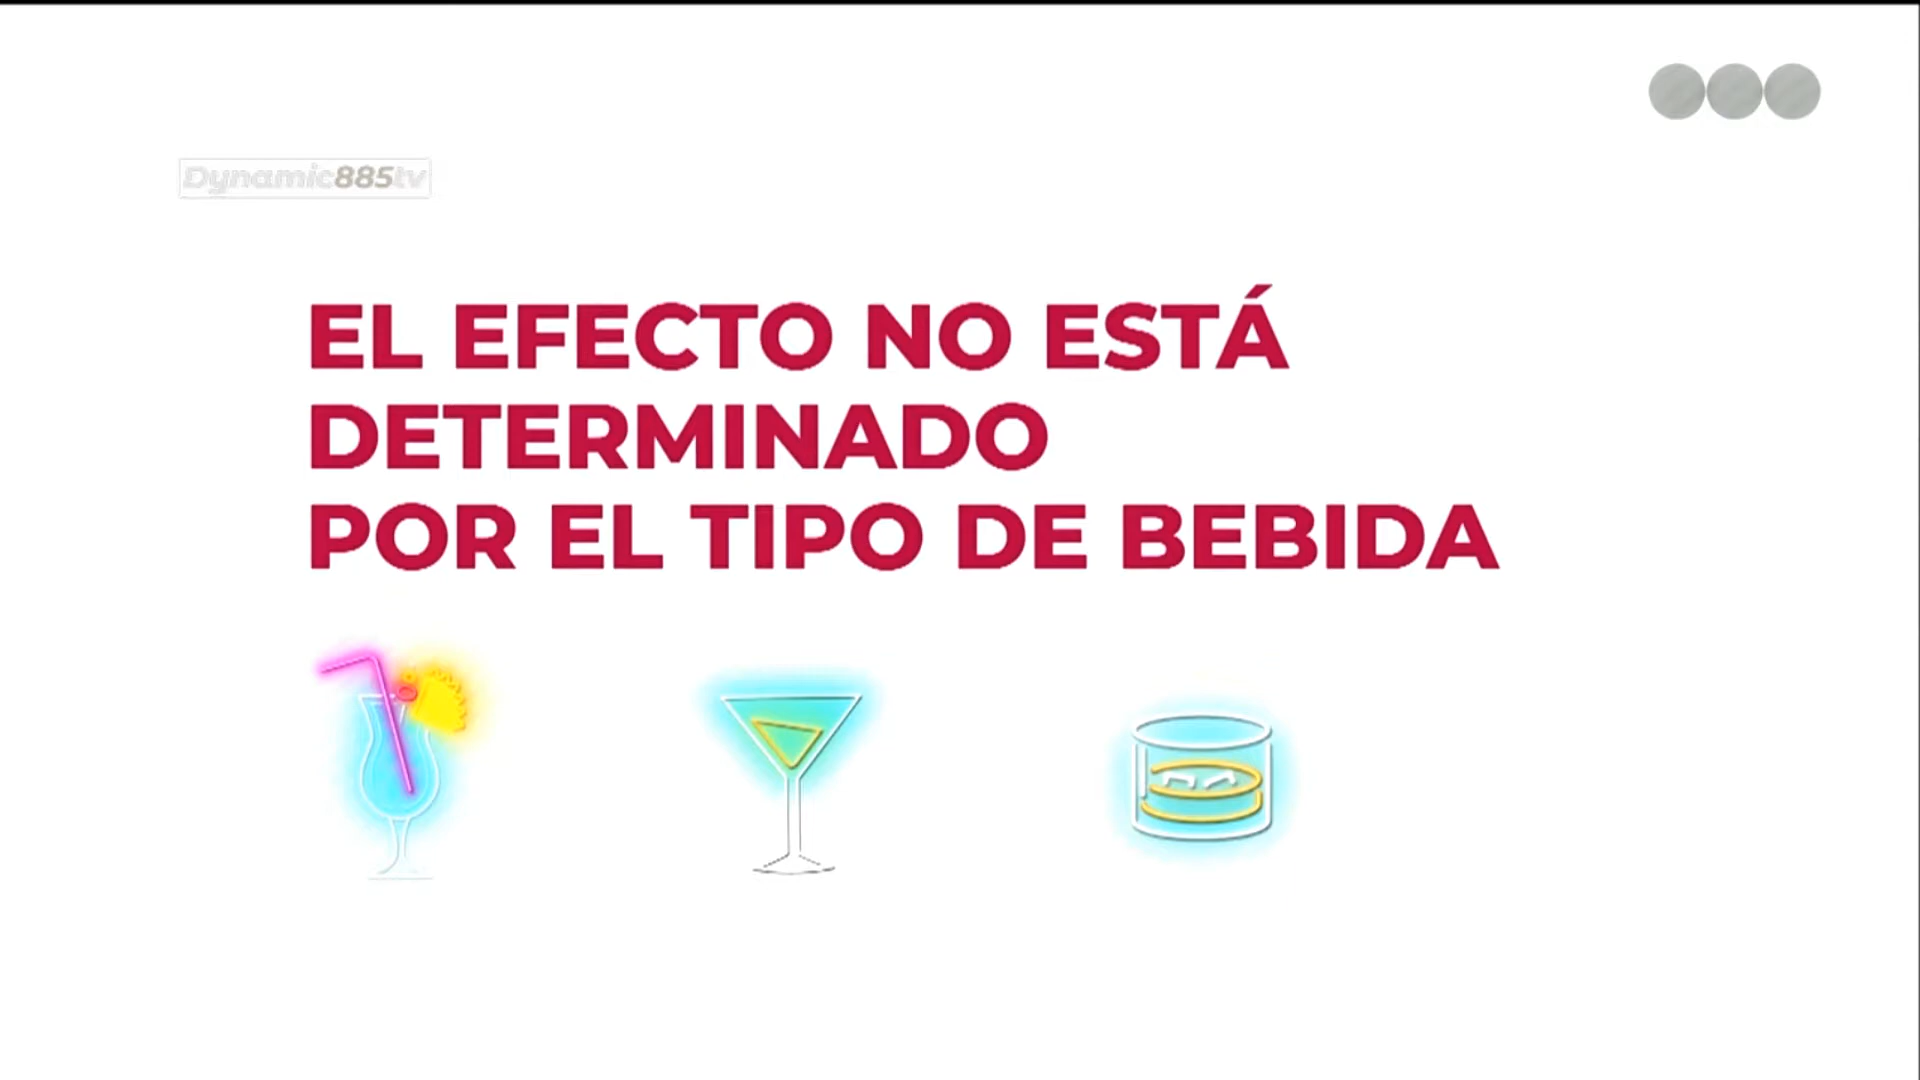 Dynamic885tv
EL EFECTO NO ESTÁ
DETERMINADO
POR EL TIPO DE BEBIDA